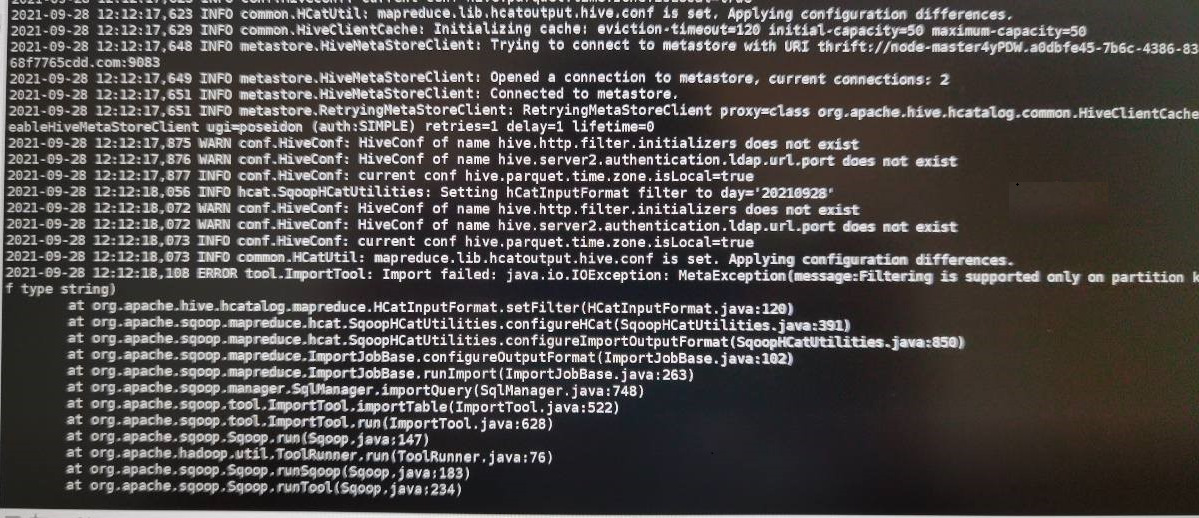 2021-09-28 12:12:17,623 INFO common.HCatUtil: mapreduce.lib.hcatoutput.hive.conf is set. Applying configuration differences.
2021-09-28 12:12:17,629 INFO common.HiveClientCache: Initializing cache: eviction-timeout=120 initial-capacity=50 maximum-capacity=50
2021-09-28 12:12:17,648 INFO metastore.HiveMetaStoreClient: Trying to connect to metastore with URI thrift://node-master4yPDW.a0dbfe45-7b6c-4386-83
68f7765cdd.com:9083
2021-09-28 12:12:17,649 INFO metastore.HiveMetaStoreClient: Opened a connection to metastore, current connections: 2
2021-09-28 12:12:17,651 INFO metastore.HiveMetaStoreClient: Connected to metastore.
2021-09-28 12:12:17,651 INFO metastore.RetryingMetaStoreClient: RetryingMetaStoreClient proxy=class org.apache.hive.hcatalog.common.HiveClientCache
eableHiveMetaStoreClient ugi=poseidon (auth:SIMPLE) retries=1 delay=1 lifetime=0
2021-09-28 12:12:17,875 WARN conf.HiveConf: HiveConf of name hive.http.filter.initializers does not exist
2021-09-28 12:12:17,876 WARN conf.HiveConf: HiveConf of name hive.server2.authentication.ldap.url.port does not exist
2021-09-28 12:12:17,877 INFO conf.HiveConf: current conf hive.parquet.time.zone.isLocal=true
2021-09-28 12:12:18,056 INFO hcat.SqoopHCatUtilities: Setting hCatInputFormat filter to day='20210928'
2021-09-28 12:12:18,072 WARN conf.HiveConf: HiveConf of name hive.http.filter.initializers does not exist
2021-09-28 12:12:18,072 WARN conf.HiveConf: HiveConf of name hive.server2.authentication.ldap.url.port does not exist
2021-09-28 12:12:18,073 INFO conf.HiveConf: current conf hive.parquet.time.zone.isLocal=true
2021-09-28 12:12:18,073 INFO common.HCatUtil: mapreduce.lib.hcatoutput.hive.conf is set. Applying configuration differences.
2021-09-28 12:12:18,108 ERROR tool.ImportTool: Import failed: java.io.IOException: MetaException(message:Filtering is supported only on partition k
f type string)
at org.apache.hive.hcatalog.mapreduce.HCatInputFormat.setFilter(HCatInputFormat.java:120)
at org.apache.sqoop.mapreduce.hcat.SqoopHCatUtilities.configureHCat(SqoopHCatUtilities.java:391)
at org.apache.sqoop.mapreduce.hcat.SqoopHCatUtilities.configureImportOutputFormat(SqoopHCatUtilities.java:850)
at org.apache.sqoop.mapreduce.ImportJobBase.configureOutputFormat(ImportJobBase.java:102)
at org.apache.sqoop.mapreduce.ImportJobBase.runImport(ImportJobBase.java:263)
at org.apache.sqoop.manager.SqlManager.importQuery(SqlManager.java:748)
at org.apache.sqoop.tool.ImportTool.importTable(ImportTool.java:522)
at org.apache.sqoop.tool.ImportTool.run(ImportTool.java:628)
at org.apache.sqoop.Sqoop.run(Sqoop.java:147)
at org.apache.hadoop.util.ToolRunner.run(ToolRunner.java:76)
at org.apache.sqoop.Sqoop.runSqoop(Sqoop.java:183)
at org.apache.sqoop.Sqoop.runTool(Sqoop.java:234)